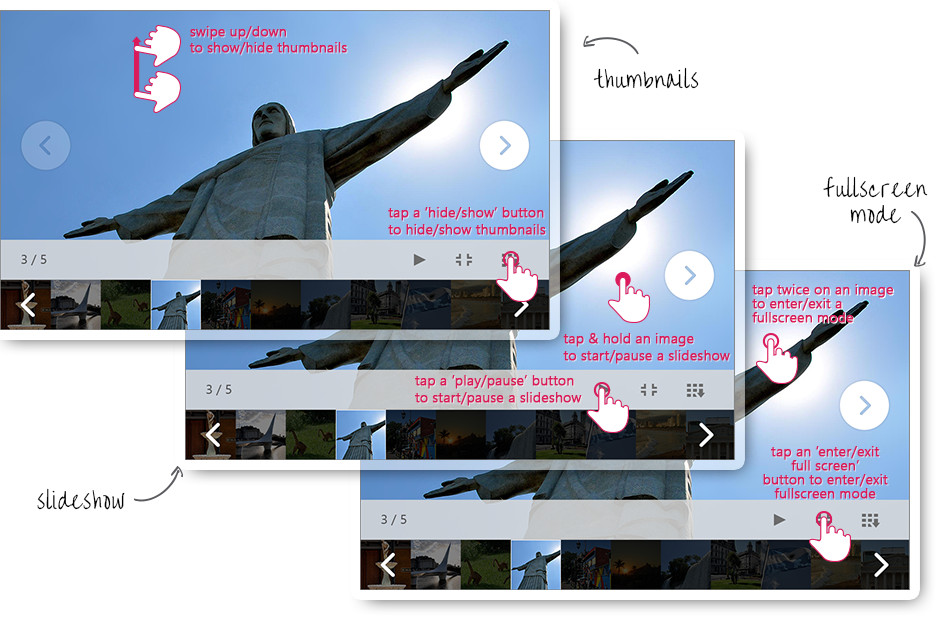 swipe up/down
to show/hide thumbnails
thumbnails
tap a 'hide/show' button
to hide/show thumbnails
3 / 5
fullscreen
mode
tap & hold an image
to start/pause a slideshow
tap a 'play/pause' button
to start/pause a slideshow
3 / 5
slideshow
tap twice on an image
to enter/exit a
fullscreen mode
tap an 'enter/exit
full screen'
button to enter/exit
fullscreen mode
3 / 5